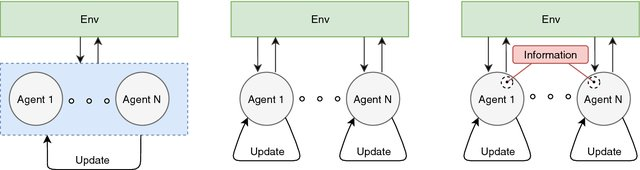 Env
Agent 1
Agent N
Update
Env
Agent 1
Agent N
Update
Update
Env
Information
Agent 1
Agent N
Update
Update